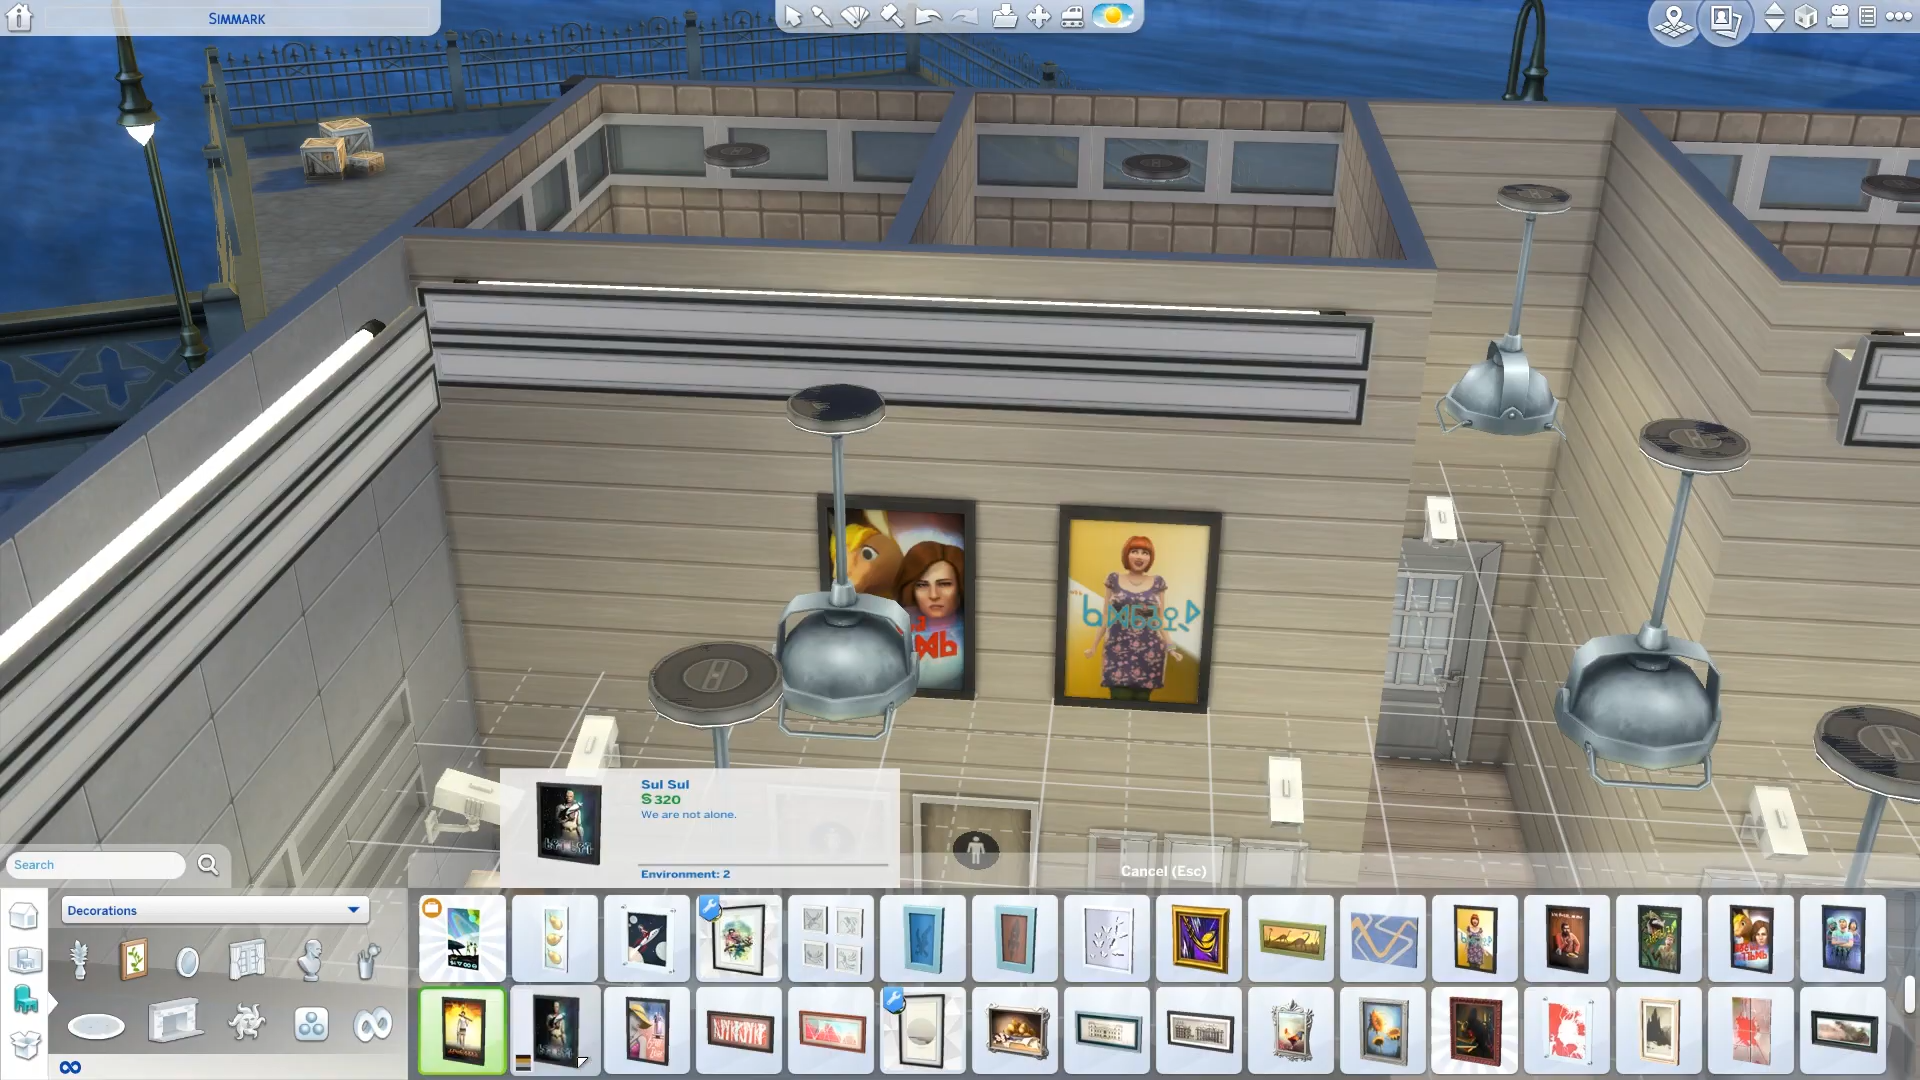 SIMMARK
Sul Sul
§320
We are not alone.
Environment: 2
Cancel (Esc)
Search
Decorations